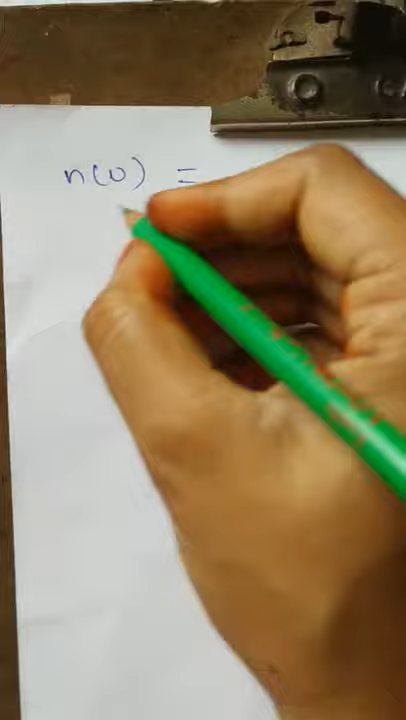 n(U) =